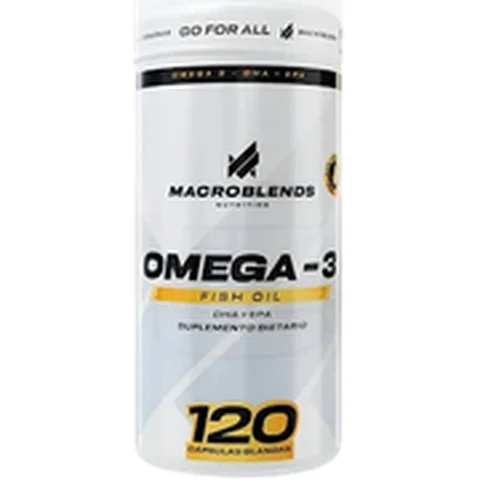 GO FOR ALL
OMEGA 3 - DHA + EPA
MACROBLENDS
NUTRITION
OMEGA-3
FISH OIL
DHA + EPA
SUPLEMENTO DIETARIO
120
CAPSULAS BLANDAS